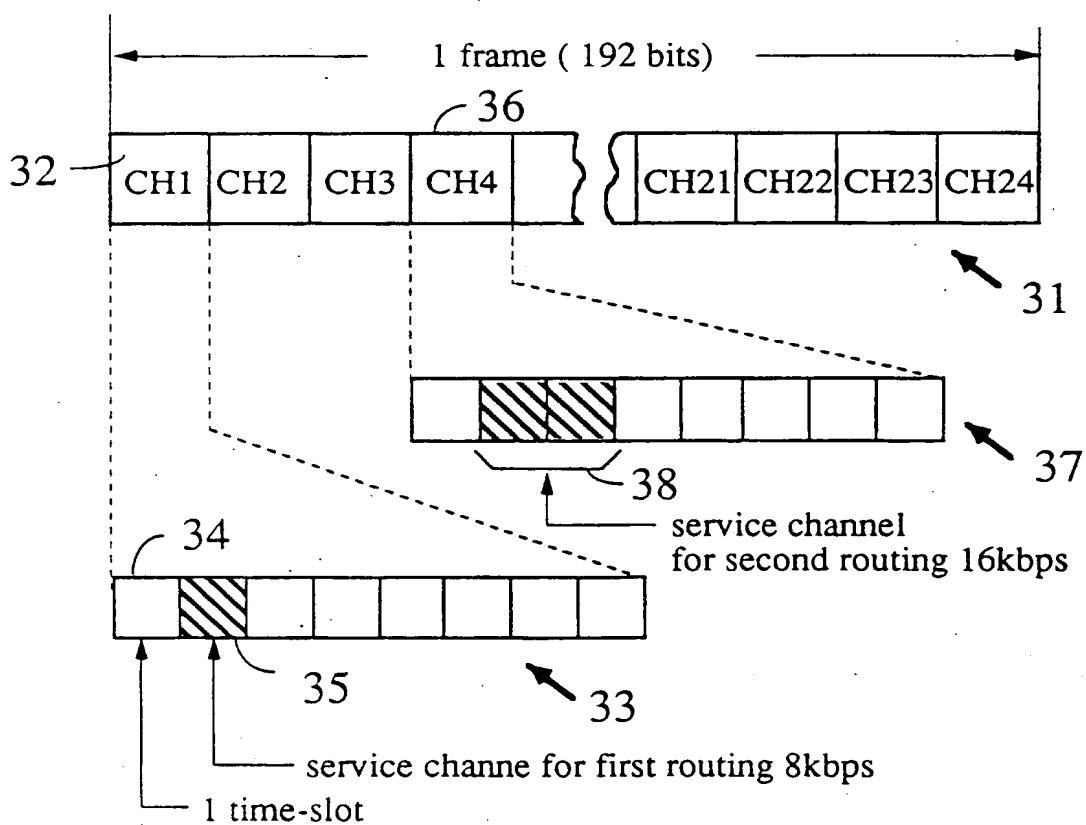 1 frame ( 192 bits)
36
32
CH1 CH2 CH3 CH4 CH21 CH22 CH23 CH24
31
37
38
service channel
for second routing 16kbps
34
35
33
service channe for first routing 8kbps
1 time-slot